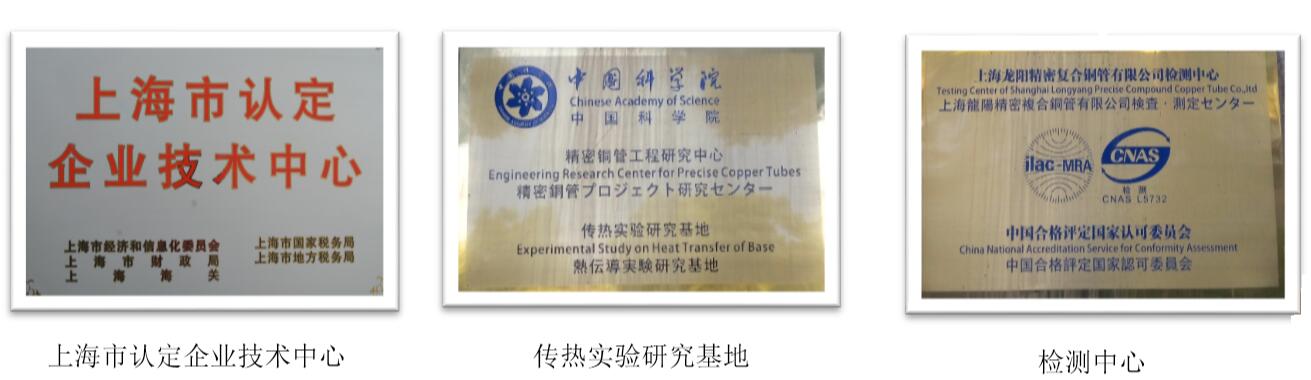 上海市认定
企业技术中心
上海市经济和信息化委员会
上海市财政局
上海海关
上海市国家税务局
上海市地方税务局
上海市认定企业技术中心
中国科学院
Chinese Academy of Science
中国科学院
精密铜管工程研究中心
Engineering Research Center for Precise Copper Tubes
精密銅管プロジェクト研究センター
传热实验研究基地
Experimental Study on Heat Transfer of Base
熱伝導実験研究基地
传热实验研究基地
上海龙阳精密复合铜管有限公司检测中心
Testing Center of Shanghai Longyang Precise Compound Copper Tube Co.,ltd
上海龍陽精密複合銅管有限公司検査·測定センター
ilac-MRA
CNAS
检测
CNAS L5732
中国合格评定国家认可委员会
China National Accreditation Service for Conformity Assessment
中国合格評定国家認可委員会
检测中心